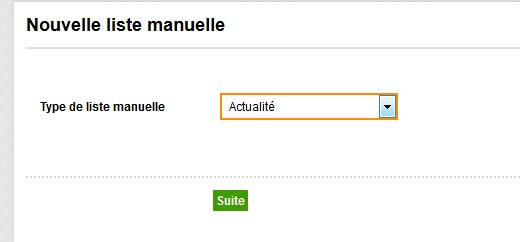 Nouvelle liste manuelle
Type de liste manuelle
Actualité
Suite